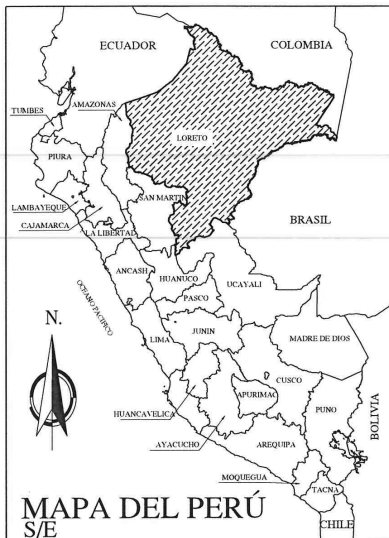 ECUADOR
COLOMBIA
AMAZONAS
TUMBES
LORETO
PIURA
SAN MARTIN
LAMBAYEQUE
CAJAMARCA
LA LIBERTAD
BRASIL
ANCASH
HUANUCO
UCAYALI
PASCO
OCEANO PACIFICO
N.
LIMA
JUNIN
MADRE DE DIOS
CUSCO
HUANCAVELICA
APURIMAC
PUNO
BOLIVIA
AYACUCHO
AREQUIPA
MOQUEGUA
TACNA
MAPA DEL PERÚ
S/E
CHILE